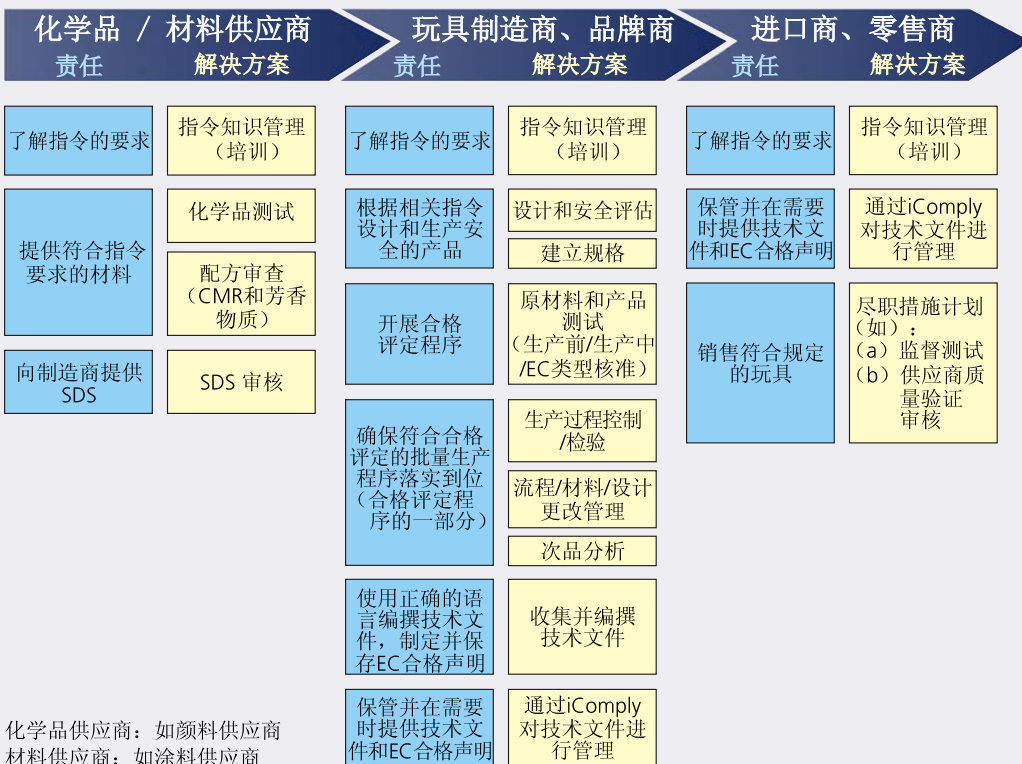 化学品 / 材料供应商
责任
解决方案
了解指令的要求
指令知识管理
（培训）
提供符合指令
要求的材料
化学品测试
配方审查
（CMR和芳香
物质）
向制造商提供
SDS
SDS 审核
玩具制造商、品牌商
责任
解决方案
了解指令的要求
指令知识管理
（培训）
根据相关指令
设计和生产安
全的产品
设计和安全评估
建立规格
开展合格
评定程序
原材料和产品
测试
（生产前/生产中
/EC类型核准）
确保符合合格
评定的批量生产
程序落实到位
（合格评定程
序的一部分）
生产过程控制
/检验
流程/材料/设计
更改管理
次品分析
使用正确的语
言编撰技术文
件，制定并保
存EC合格声明
收集并编撰
技术文件
保管并在需要
时提供技术文
件和EC合格声明
通过iComply
对技术文件进
行管理
进口商、零售商
责任
解决方案
了解指令的要求
指令知识管理
（培训）
保管并在需要
时提供技术文
件和EC合格声明
通过iComply
对技术文件进
行管理
销售符合规定
的玩具
尽职措施计划
（如）：
（a）监督测试
（b）供应商质
量验证
审核
化学品供应商：如颜料供应商
材料供应商：如涂料供应商